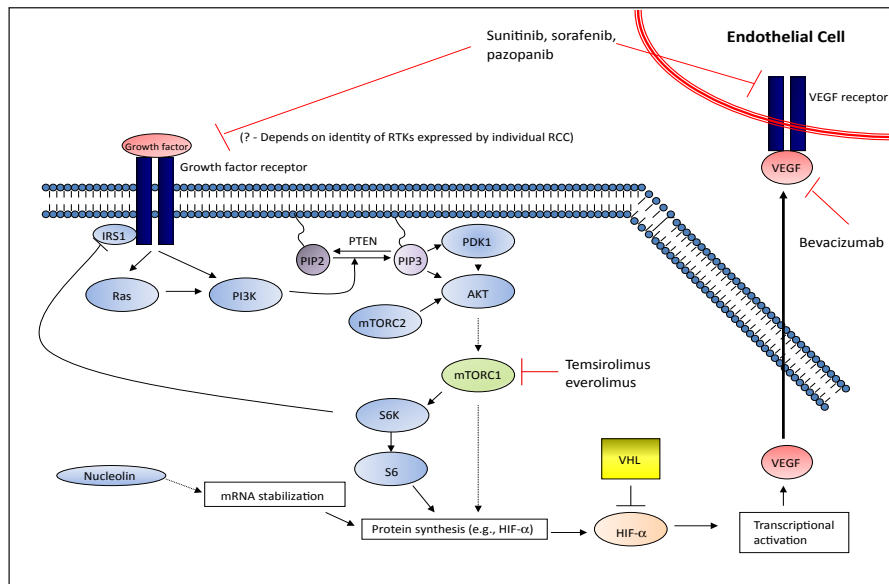 Sunitinib, sorafenib,
pazopanib
Endothelial Cell
VEGF receptor
(? - Depends on identity of RTKs expressed by individual RCC)
Growth factor
Growth factor receptor
VEGF
Bevacizumab
IRS1
PTEN
PDK1
PIP2
PIP3
Ras
PI3K
AKT
mTORC2
mTORC1
Temsirolimus
everolimus
S6K
VHL
VEGF
S6
Nucleolin
mRNA stabilization
Protein synthesis (e.g., HIF-α)
HIF-α
Transcriptional
activation